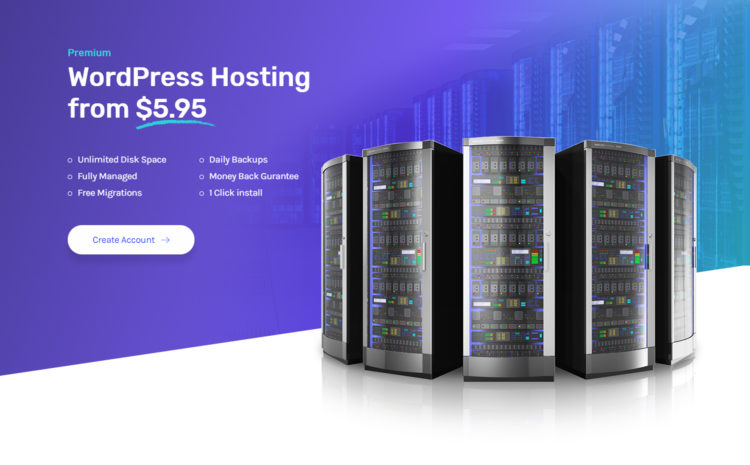 Premium
WordPress Hosting
from $5.95
Unlimited Disk Space
Daily Backups
Fully Managed
Money Back Gurantee
Free Migrations
1 Click install
Create Account →